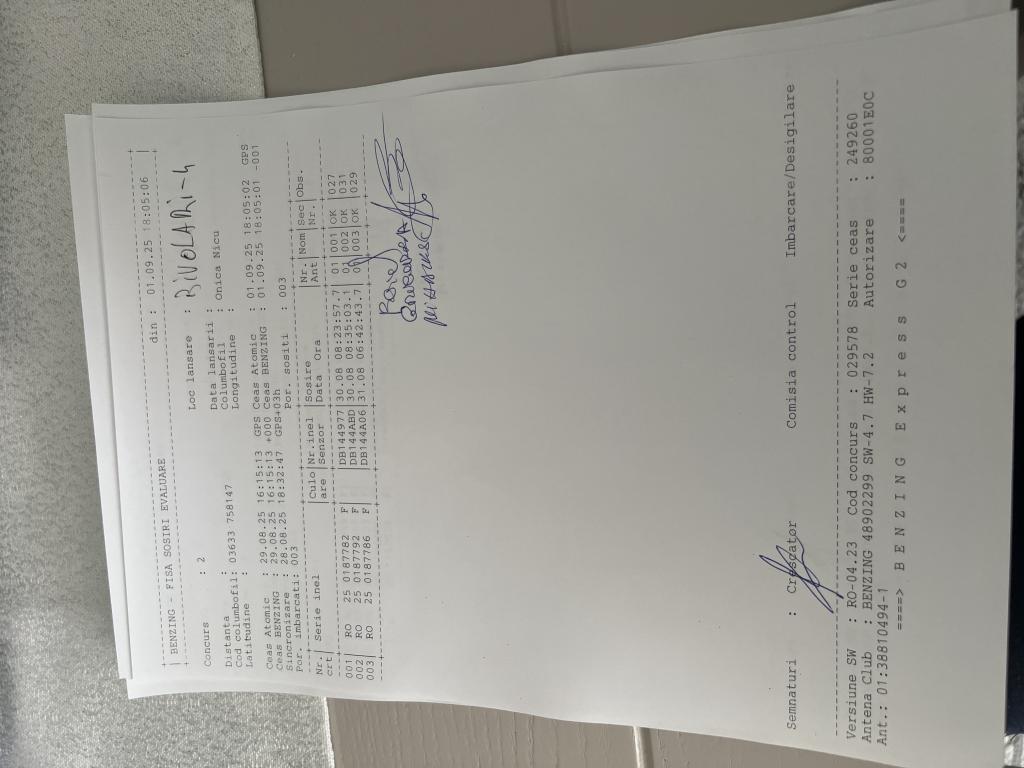 BENZING - FISA SOSIRI EVALUARE din : 01.09.25 18:05:06
Concurs : 2 Loc lansare : BIVOLARI-4
Distanta : Data lansarii :
Cod columbofil: 03633 758147 Columbofil : Onica Nicu
Latitudine : Longitudine :
Ceas Atomic : 29.08.25 16:15:13 GPS Ceas Atomic : 01.09.25 18:05:02 GPS
Ceas BENZING : 29.08.25 16:15:13 +000 Ceas BENZING : 01.09.25 18:05:01 -001
Sincronizare : 28.08.25 18:32:47 GPS+03h
Por. imbarcati: 003 Por. sositi : 003
Nr. | Serie inel | Culo | Nr.inel | Sosire | Nr. | Nom | Sec | Obs.
crt | | are | Senzor | Data Ora | Ant | | Nr. |
001 | RO 25 0187782 F | | DB144977 | 30.08 08:23:57.7 | 01 | 001 | OK | 027
002 | RO 25 0187792 F | | DB144ABD | 30.08 08:35:03.1 | 01 | 002 | OK | 031
003 | RO 25 0187786 F | | DB144A06 | 31.08 06:42:43.7 | 003 | OK | 029
Semnaturi : Crescator Comisia control Imbarcare/Desigilare
Versiune SW : RO-04.23 Cod concurs : 029578 Serie ceas : 249260
Antena Club : BENZING 48902299 SW-4.7 HW-7.2 Autorizare : 80001E0C
Ant.: 01:38810494-1
====> B E N Z I N G E x p r e s s G 2 <====